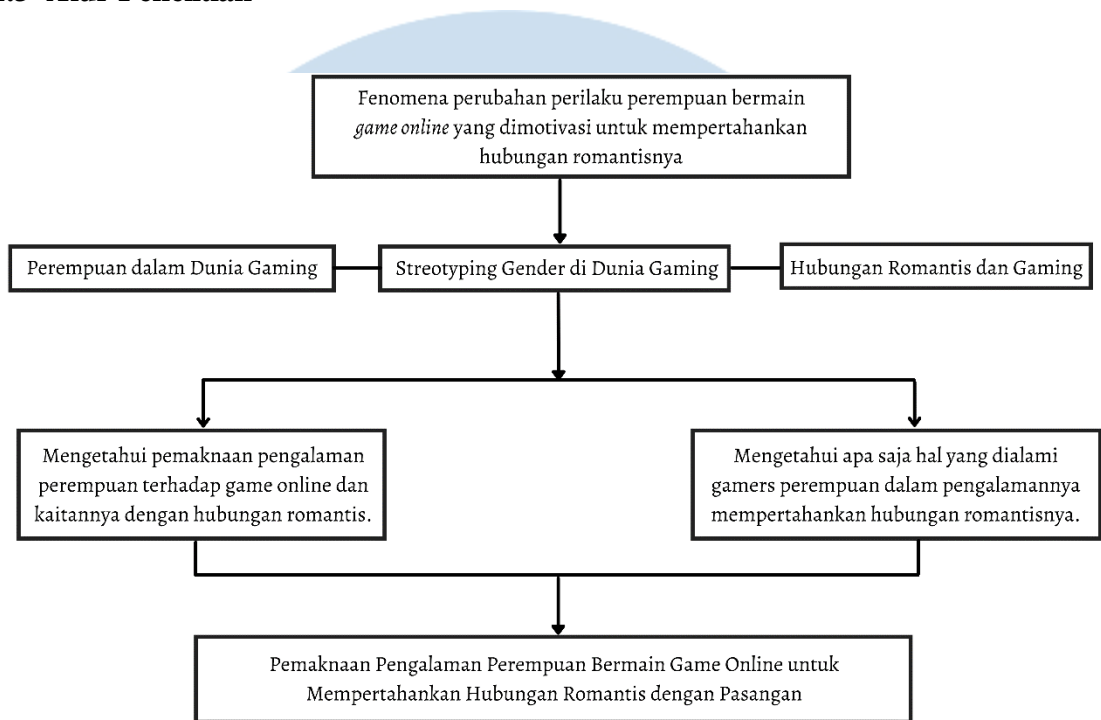 Fenomena perubahan perilaku perempuan bermain
game online yang dimotivasi untuk mempertahankan
hubungan romantisnya
Perempuan dalam Dunia Gaming
Streotyping Gender di Dunia Gaming
Hubungan Romantis dan Gaming
Mengetahui pemaknaan pengalaman
perempuan terhadap game online dan
kaitannya dengan hubungan romantis.
Mengetahui apa saja hal yang dialami
gamers perempuan dalam pengalamannya
mempertahankan hubungan romantisnya.
Pemaknaan Pengalaman Perempuan Bermain Game Online untuk
Mempertahankan Hubungan Romantis dengan Pasangan